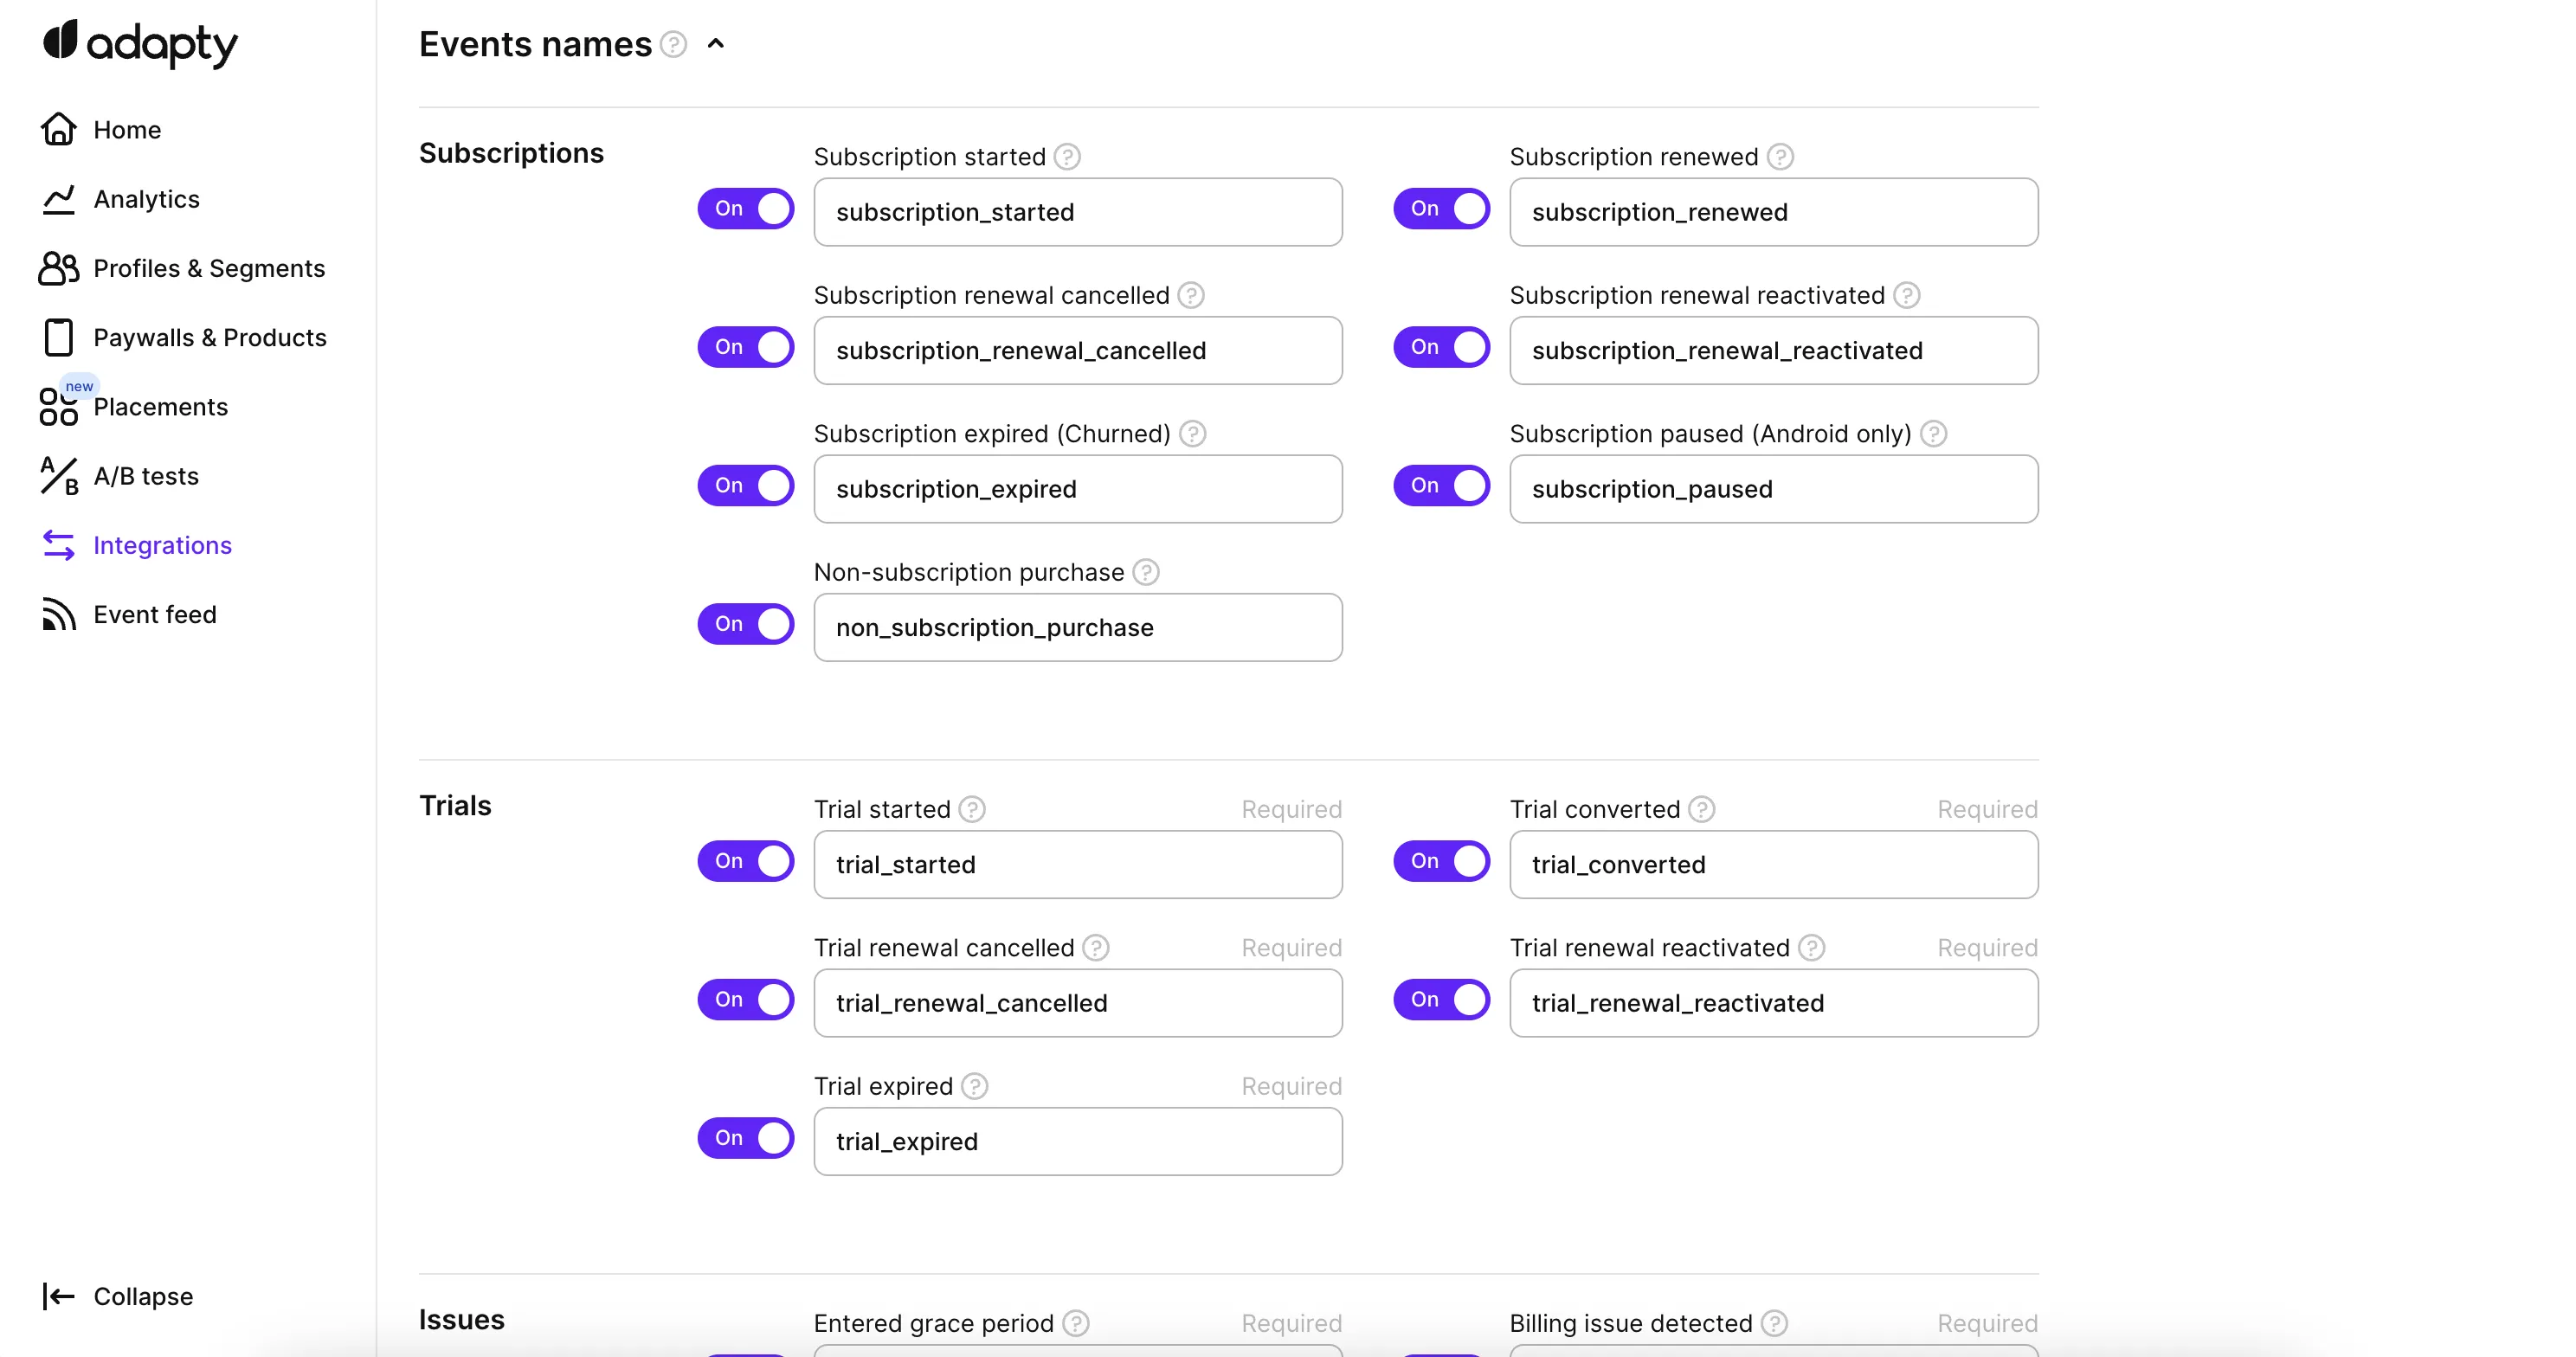 adapty
Home
Analytics
Profiles & Segments
Paywalls & Products
new
Placements
A/B tests
Integrations
Event feed
Collapse
Events names
Subscriptions
Subscription started
On
subscription_started
Subscription renewed
On
subscription_renewed
Subscription renewal cancelled
On
subscription_renewal_cancelled
Subscription renewal reactivated
On
subscription_renewal_reactivated
Subscription expired (Churned)
On
subscription_expired
Subscription paused (Android only)
On
subscription_paused
Non-subscription purchase
On
non_subscription_purchase
Trials
Trial started Required
On
trial_started
Trial converted Required
On
trial_converted
Trial renewal cancelled Required
On
trial_renewal_cancelled
Trial renewal reactivated Required
On
trial_renewal_reactivated
Trial expired Required
On
trial_expired
Issues
Entered grace period Required
Billing issue detected Required